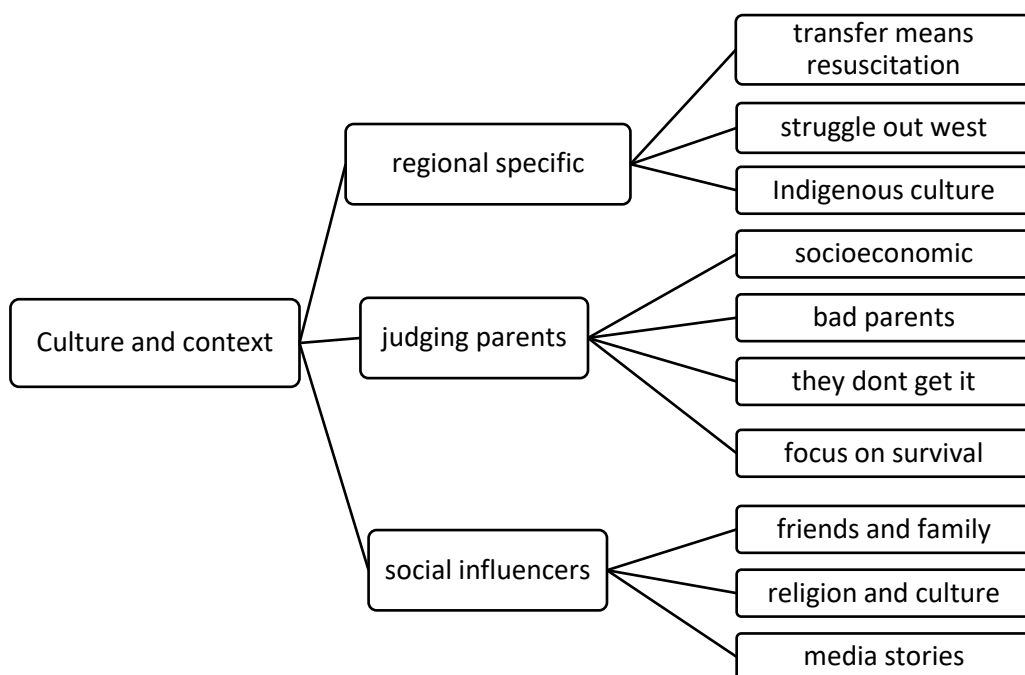 Culture and context
regional specific
transfer means
resuscitation
struggle out west
Indigenous culture
judging parents
socioeconomic
bad parents
they dont get it
focus on survival
social influencers
friends and family
religion and culture
media stories